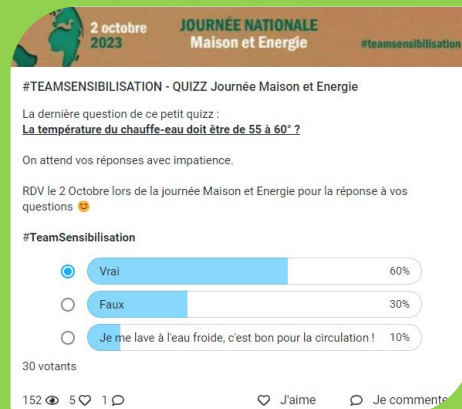 2 octobre
2023
JOURNÉE NATIONALE
Maison et Energie
#teamsensibilisation
#TEAMSENSIBILISATION - QUIZZ Journée Maison et Energie
La dernière question de ce petit quizz :
La température du chauffe-eau doit être de 55 à 60° ?
On attend vos réponses avec impatience.
RDV le 2 Octobre lors de la journée Maison et Energie pour la réponse à vos
questions 😊
#TeamSensibilisation
Vrai 60%
Faux 30%
Je me lave à l'eau froide, c'est bon pour la circulation ! 10%
30 votants
152 5 1 J'aime Je commente